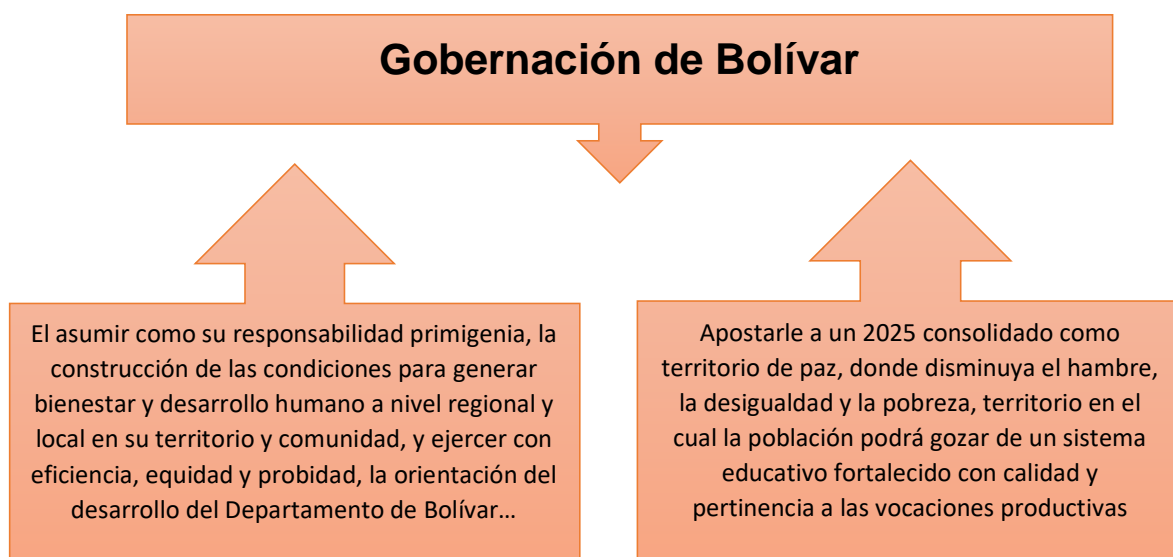 Gobernación de Bolívar
El asumir como su responsabilidad primigenia, la
construcción de las condiciones para generar
bienestar y desarrollo humano a nivel regional y
local en su territorio y comunidad, y ejercer con
eficiencia, equidad y probidad, la orientación del
desarrollo del Departamento de Bolívar…
Apostarle a un 2025 consolidado como
territorio de paz, donde disminuya el hambre,
la desigualdad y la pobreza, territorio en el
cual la población podrá gozar de un sistema
educativo fortalecido con calidad y
pertinencia a las vocaciones productivas